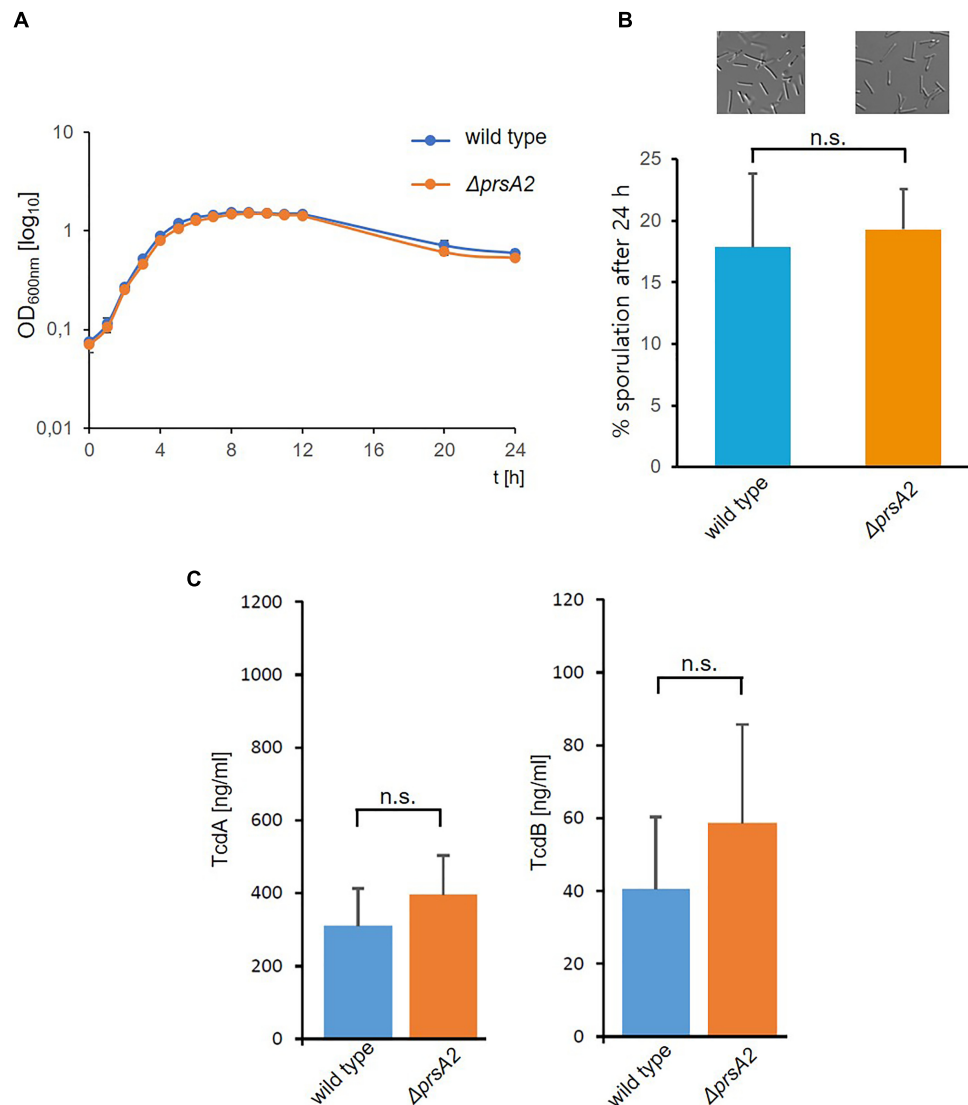 A
10
1
0,1
0,01
OD600nm [log10]
0
4
8
12
16
20
24
t [h]
wild type
ΔprsA2
B
n.s.
25
20
15
10
5
0
% sporulation after 24 h
wild type
ΔprsA2
C
1200
1000
800
600
400
200
0
TcdA [ng/ml]
n.s.
wild type
ΔprsA2
120
100
80
60
40
20
0
TcdB [ng/ml]
n.s.
wild type
ΔprsA2